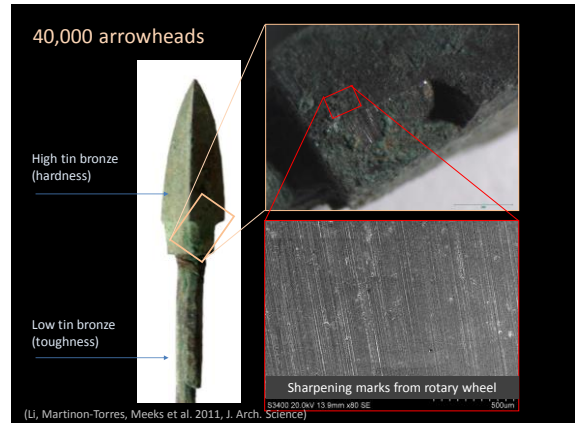 40,000 arrowheads
High tin bronze
(hardness)
Low tin bronze
(toughness)
Sharpening marks from rotary wheel
S3400 20.0kV 13.9mm x80 SE
500um
(Li, Martinon-Torres, Meeks et al. 2011, J. Arch. Science)